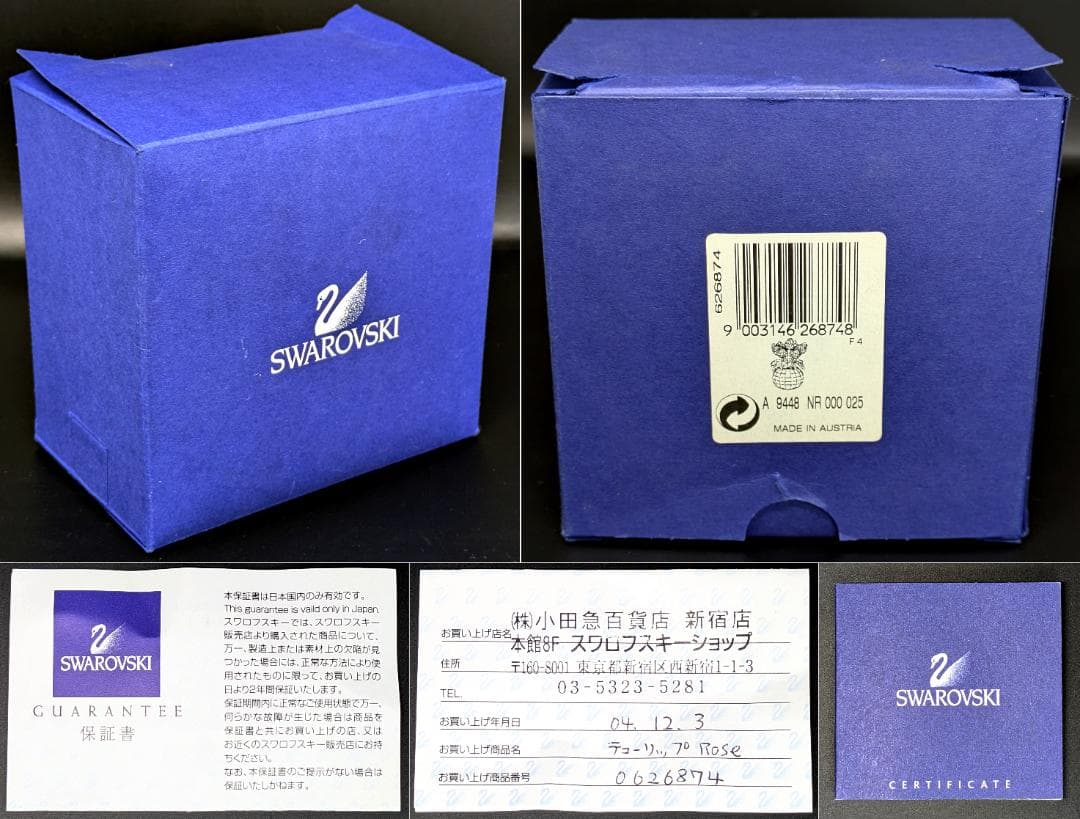 SWAROVSKI
626874
9 003146 268748
F4
A 9448 NR 000 025
MADE IN AUSTRIA
SWAROVSKI
GUARANTEE
保証書
本保証書は日本国内のみ有効です。
This guarantee is vaild only in Japan.
スワロフスキーでは、スワロフスキー
販売店より購入された商品について、
万一、製造上または素材上の欠陥が見
つかった場合には、正常な方法により使
用されたものに限って、お買い上げの
日より2年間保証いたします。
保証期間内に正常なご使用状態で万一、
何らかの故障が生じた場合は商品を
保証書と共にお買い上げの店、又は
お近くのスワロフスキー販売店にお持
ちください。
なお、本保証書のご提示がない場合は
保証いたしかねます。
お買い上げ店名 (株)小田急百貨店 新宿店
本館8F スワロフスキーショップ
住所 〒160-8001 東京都新宿区西新宿1-1-3
TEL. 03-5323-5281
お買い上げ年月日 04. 12. 3
お買い上げ商品名 チューリップ Rose
お買い上げ商品番号 0626874
SWAROVSKI
CERTIFICATE